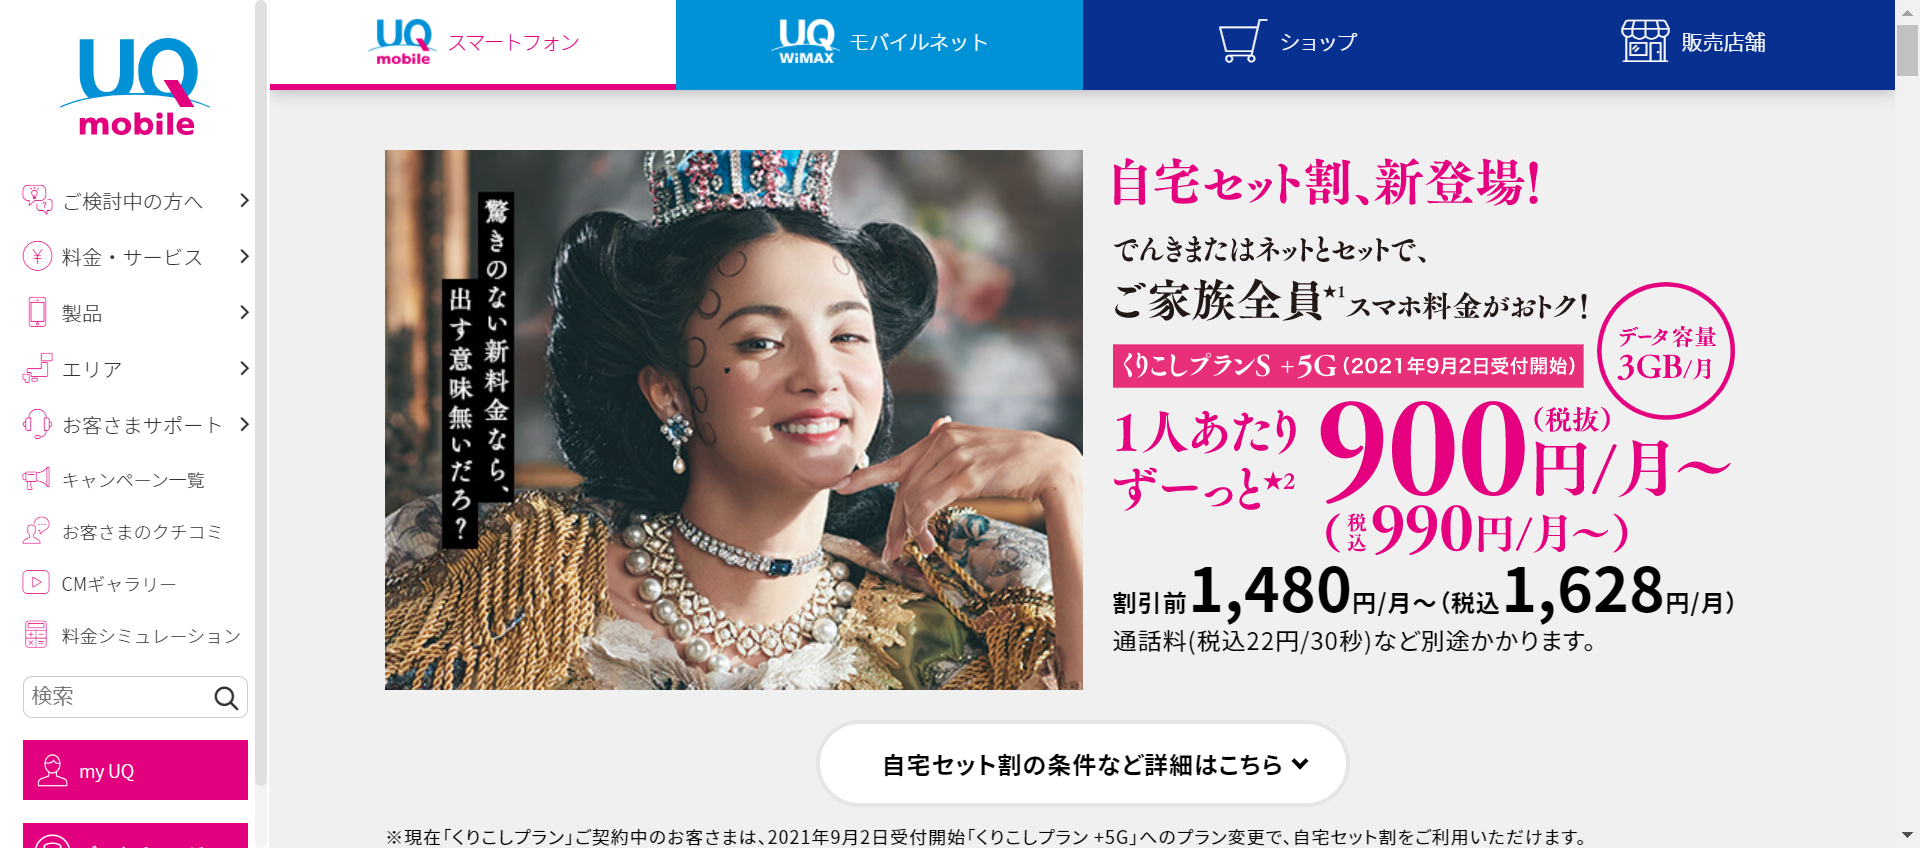 UQ
mobile
ご検討中の方へ
料金・サービス
製品
エリア
お客さまサポート
キャンペーン一覧
お客さまのクチコミ
CMギャラリー
料金シミュレーション
検索
my UQ
UQ
mobile
スマートフォン
UQ
WiMAX
モバイルネット
ショップ
販売店舗
驚きのない新料金なら、
出す意味無いだろ?
自宅セット割、新登場!
でんきまたはネットとセットで、
ご家族全員★1スマホ料金がおトク!
データ容量
3GB/月
くりこしプランS +5G(2021年9月2日受付開始)
1人あたり
ずーっと★2
900円/月〜
(税抜)
(税込990円/月〜)
割引前1,480円/月〜(税込1,628円/月)
通話料(税込22円/30秒)など別途かかります。
自宅セット割の条件など詳細はこちら
※現在「くりこしプラン」ご契約中のお客さまは、2021年9月2日受付開始「くりこしプラン +5G」へのプラン変更で、自宅セット割をご利用いただけます。